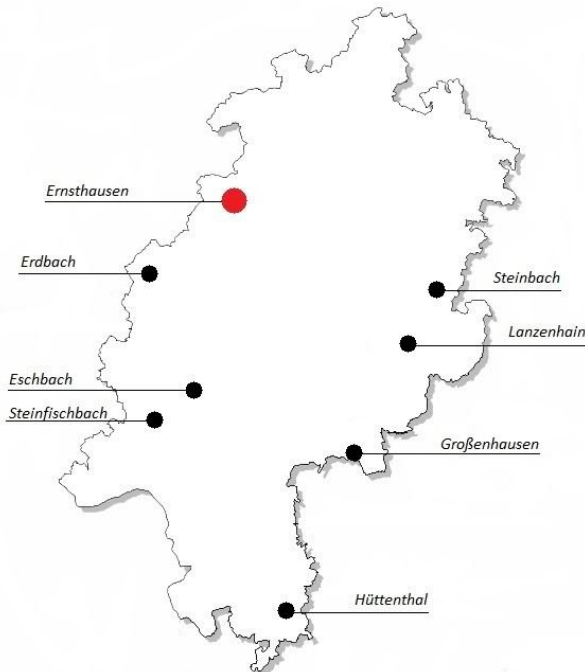 Ernsthausen
Erdbach
Steinbach
Lanzenhain
Eschbach
Steinfischbach
Großenhausen
Hüttenthal